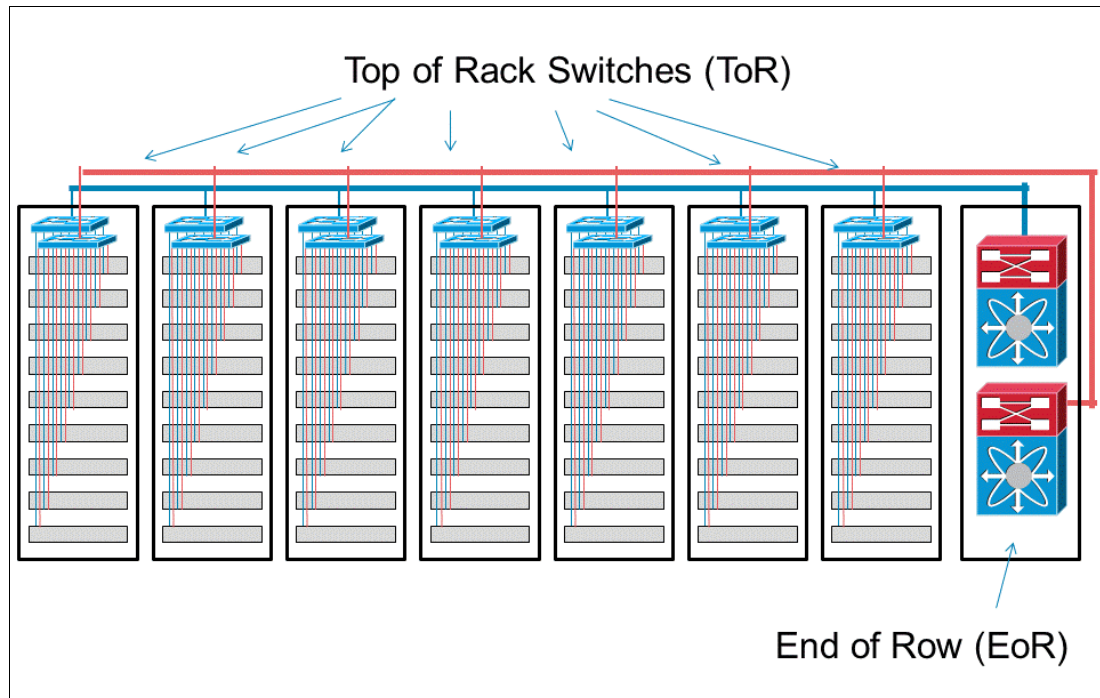 Top of Rack Switches (ToR)
End of Row (EoR)